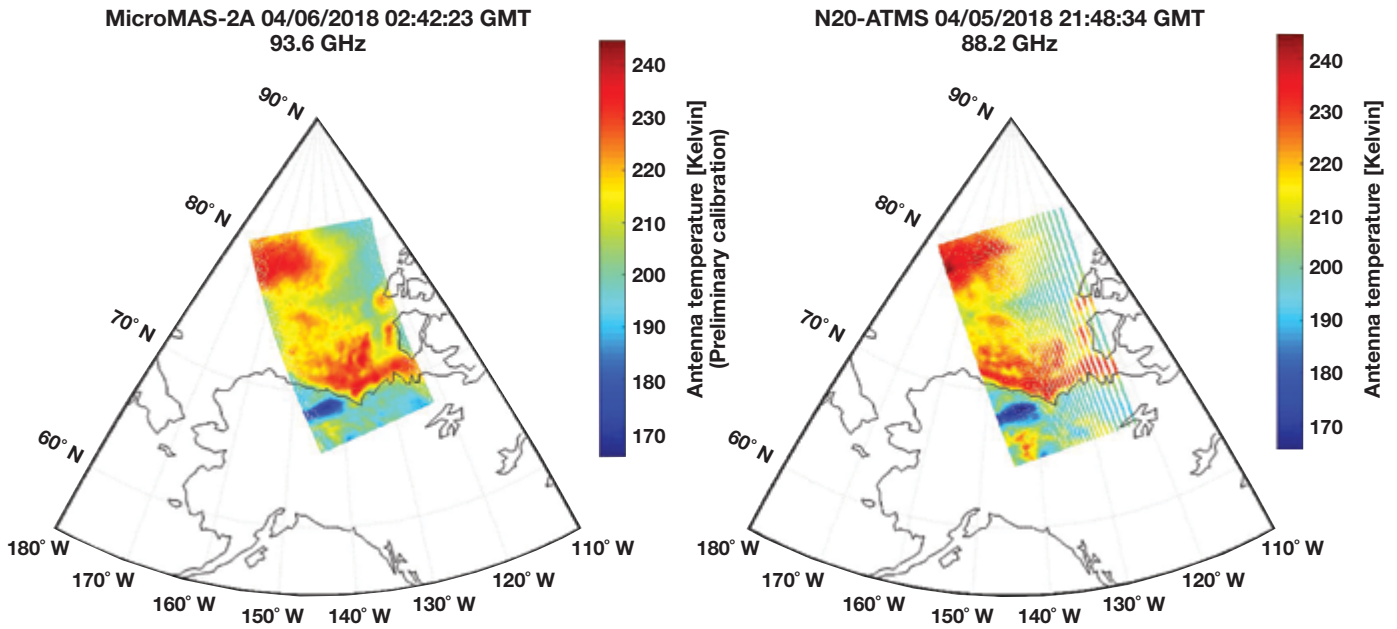 MicroMAS-2A 04/06/2018 02:42:23 GMT
93.6 GHz
90° N
80° N
70° N
60° N
180° W
170° W
160° W
150° W
140° W
130° W
120° W
110° W
240
230
220
210
200
190
180
170
Antenna temperature [Kelvin]
(Preliminary calibration)
N20-ATMS 04/05/2018 21:48:34 GMT
88.2 GHz
90° N
80° N
70° N
60° N
180° W
170° W
160° W
150° W
140° W
130° W
120° W
110° W
240
230
220
210
200
190
180
170
Antenna temperature [Kelvin]